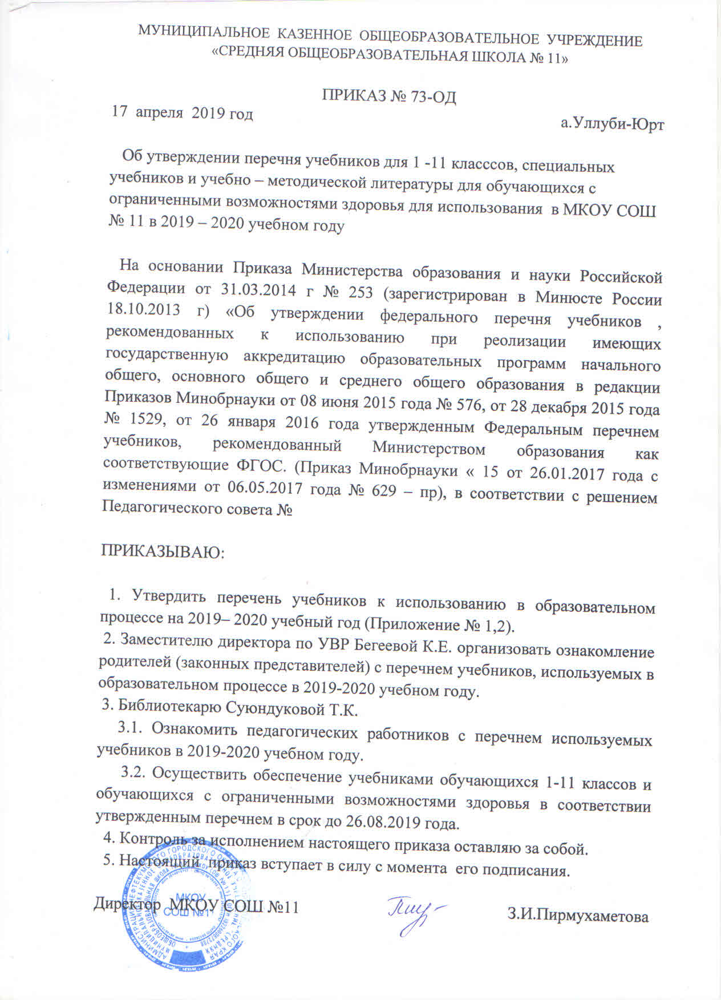 МУНИЦИПАЛЬНОЕ КАЗЕННОЕ ОБЩЕОБРАЗОВАТЕЛЬНОЕ УЧРЕЖДЕНИЕ
«СРЕДНЯЯ ОБЩЕОБРАЗОВАТЕЛЬНАЯ ШКОЛА № 11»
ПРИКАЗ № 73-ОД
17 апреля 2019 год
а.Уллуби-Юрт
Об утверждении перечня учебников для 1 -11 класссов, специальных
учебников и учебно – методической литературы для обучающихся с
ограниченными возможностями здоровья для использования в МКОУ СОШ
№ 11 в 2019 – 2020 учебном году
На основании Приказа Министерства образования и науки Российской
Федерации от 31.03.2014 г № 253 (зарегистрирован в Минюсте России
18.10.2013 г) «Об утверждении федерального перечня учебников ,
рекомендованных к использованию при реолизации имеющих
государственную аккредитацию образовательных программ начального
общего, основного общего и среднего общего образования в редакции
Приказов Минобрнауки от 08 июня 2015 года № 576, от 28 декабря 2015 года
№ 1529, от 26 января 2016 года утвержденным Федеральным перечнем
учебников, рекомендованный Министерством образования как
соответствующие ФГОС. (Приказ Минобрнауки « 15 от 26.01.2017 года с
изменениями от 06.05.2017 года № 629 – пр), в соответствии с решением
Педагогического совета №
ПРИКАЗЫВАЮ:
1. Утвердить перечень учебников к использованию в образовательном
процессе на 2019– 2020 учебный год (Приложение № 1,2).
2. Заместителю директора по УВР Бегеевой К.Е. организовать ознакомление
родителей (законных представителей) с перечнем учебников, используемых в
образовательном процессе в 2019-2020 учебном году.
3. Библиотекарю Суюндуковой Т.К.
3.1. Ознакомить педагогических работников с перечнем используемых
учебников в 2019-2020 учебном году.
3.2. Осуществить обеспечение учебниками обучающихся 1-11 классов и
обучающихся с ограниченными возможностями здоровья в соответствии
утвержденным перечнем в срок до 26.08.2019 года.
4. Контроль за исполнением настоящего приказа оставляю за собой.
5. Настоящий приказ вступает в силу с момента его подписания.
Директор МКОУ СОШ №11
З.И.Пирмухаметова
МКОУ
СОШ №11